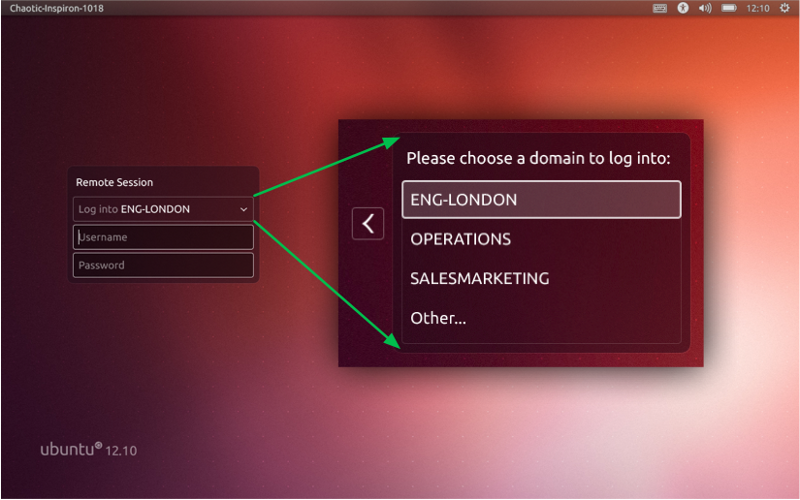 Chaotic-Inspiron-1018
12:10
Remote Session
Log into ENG-LONDON
Username
Password
Please choose a domain to log into:
ENG-LONDON
OPERATIONS
SALESMARKETING
Other...
ubuntu® 12.10